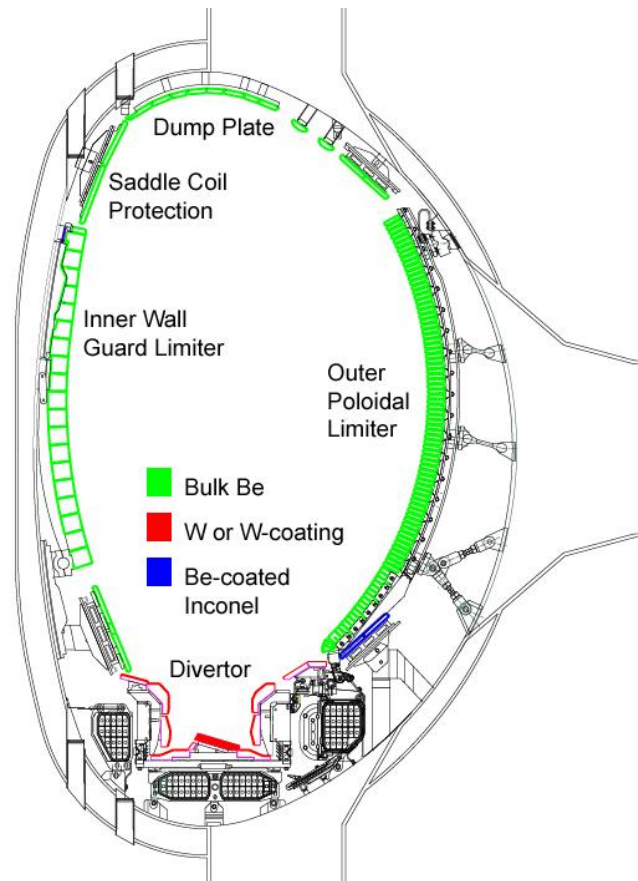 Dump Plate
Saddle Coil
Protection
Inner Wall
Guard Limiter
Outer
Poloidal
Limiter
Bulk Be
W or W-coating
Be-coated
Inconel
Divertor